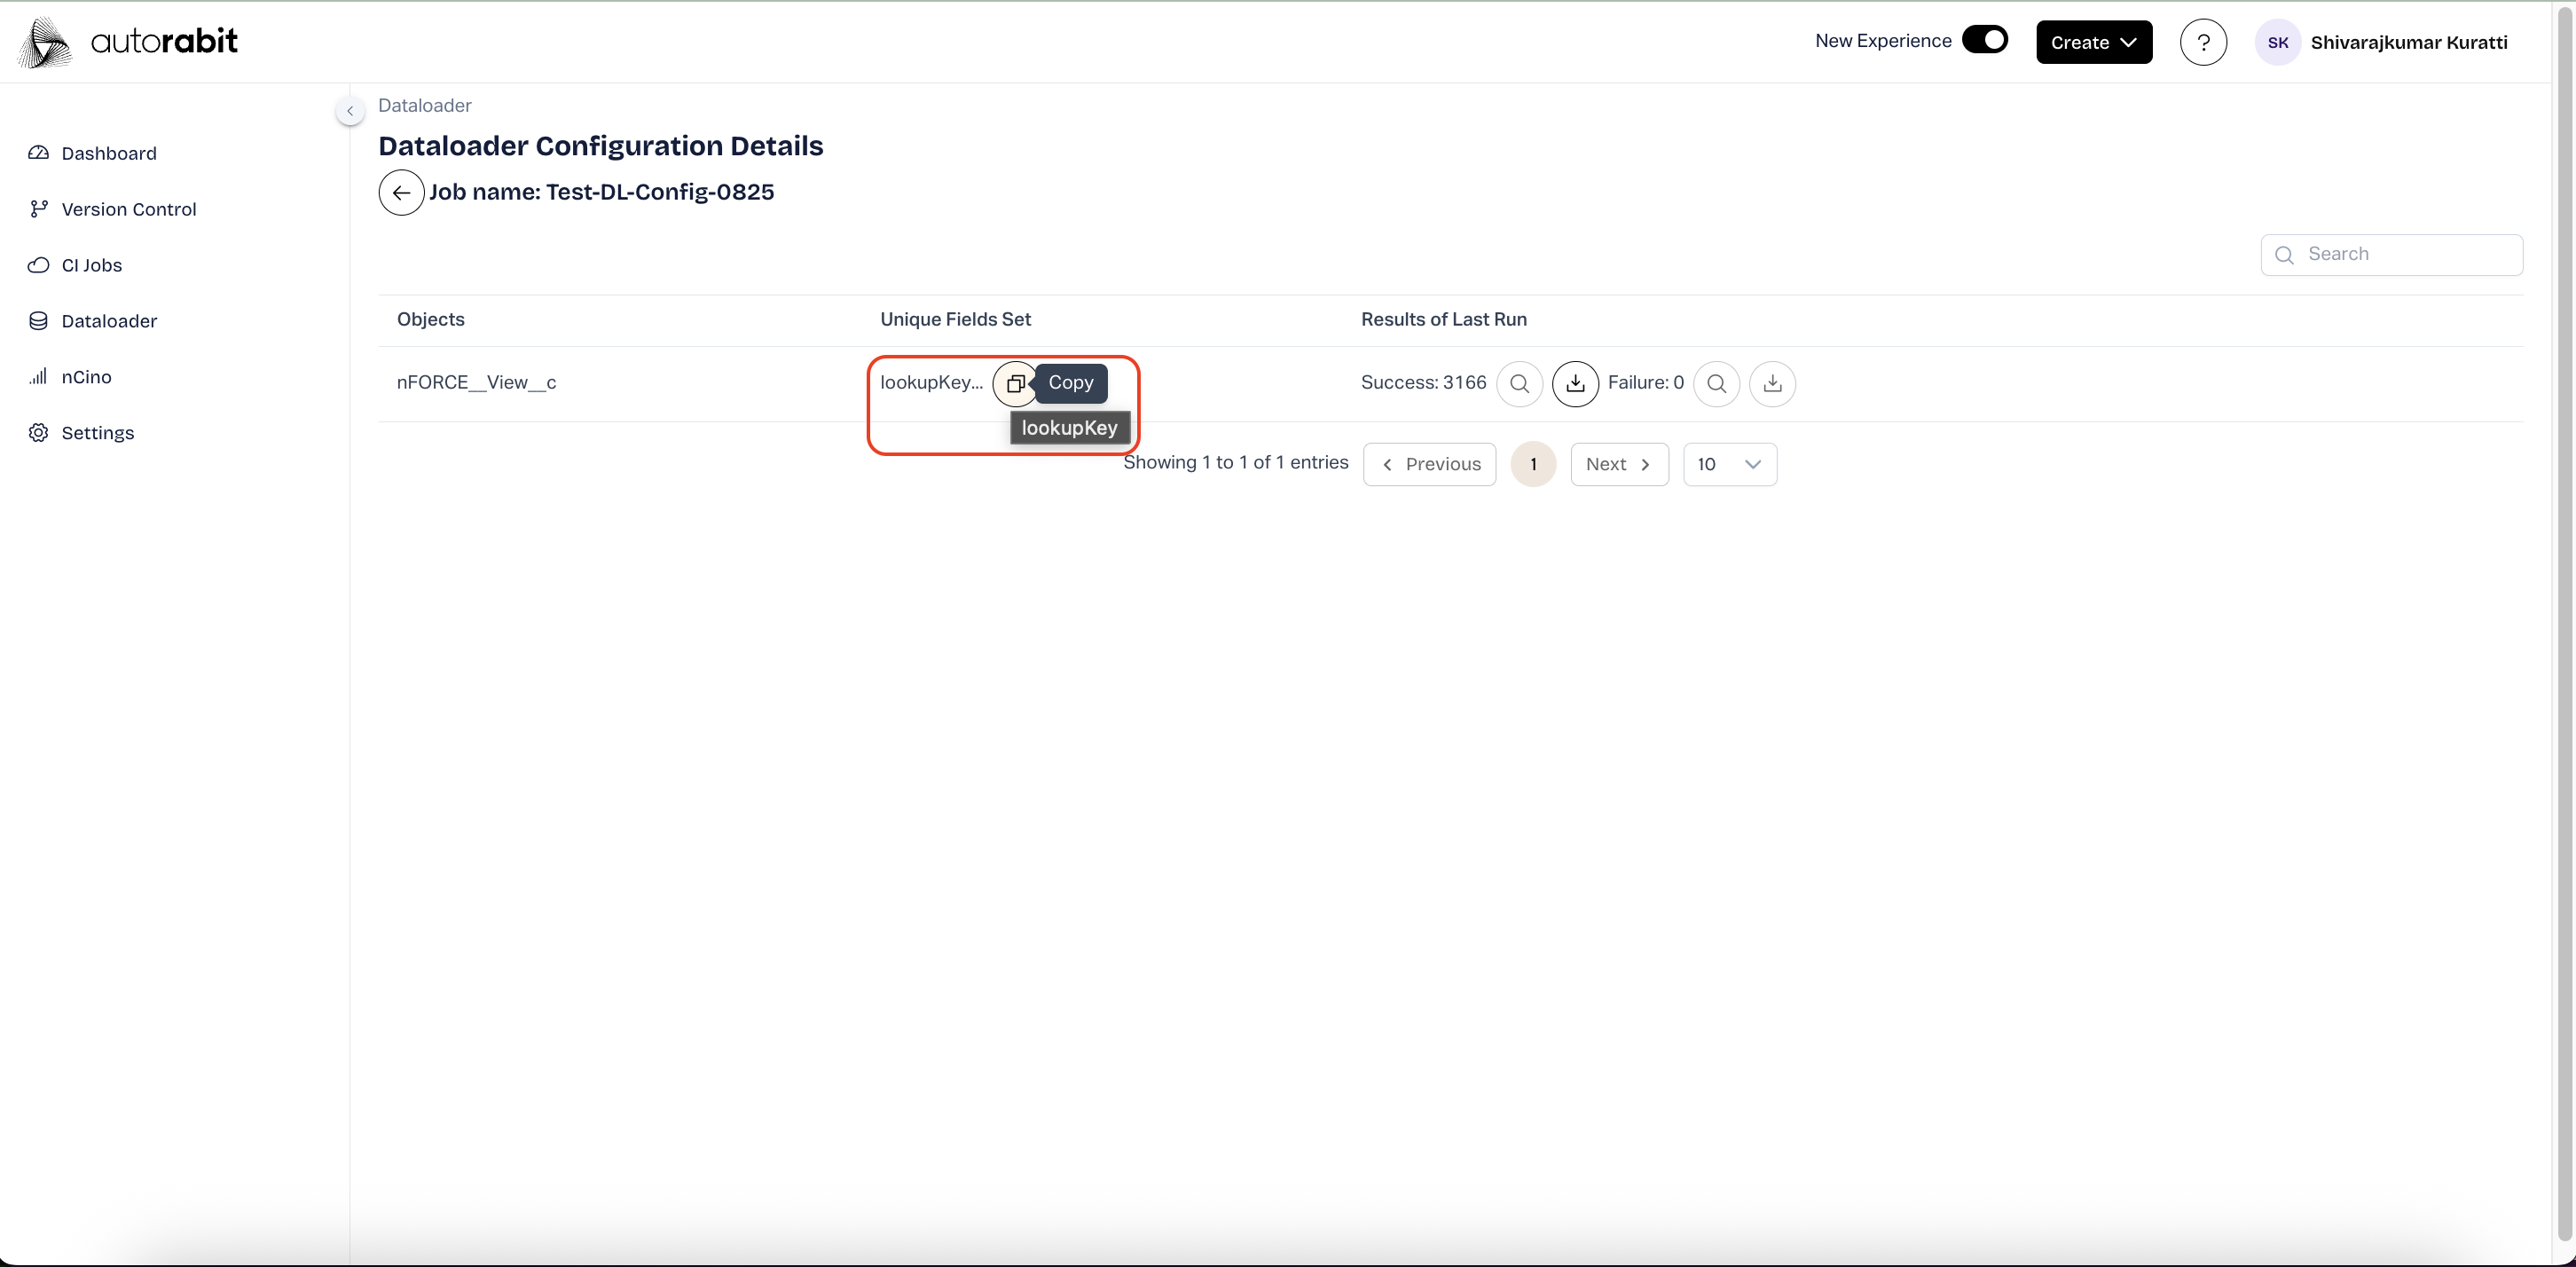 autorabit
New Experience
Create
?
SK
Shivarajkumar Kuratti
Dashboard
Version Control
CI Jobs
Dataloader
nCino
Settings
Dataloader
Dataloader Configuration Details
Job name: Test-DL-Config-0825
Search
Objects Unique Fields Set Results of Last Run
nFORCE__View__c lookupKey... Copy Success: 3166 Failure: 0
lookupKey
Showing 1 to 1 of 1 entries Previous 1 Next 10